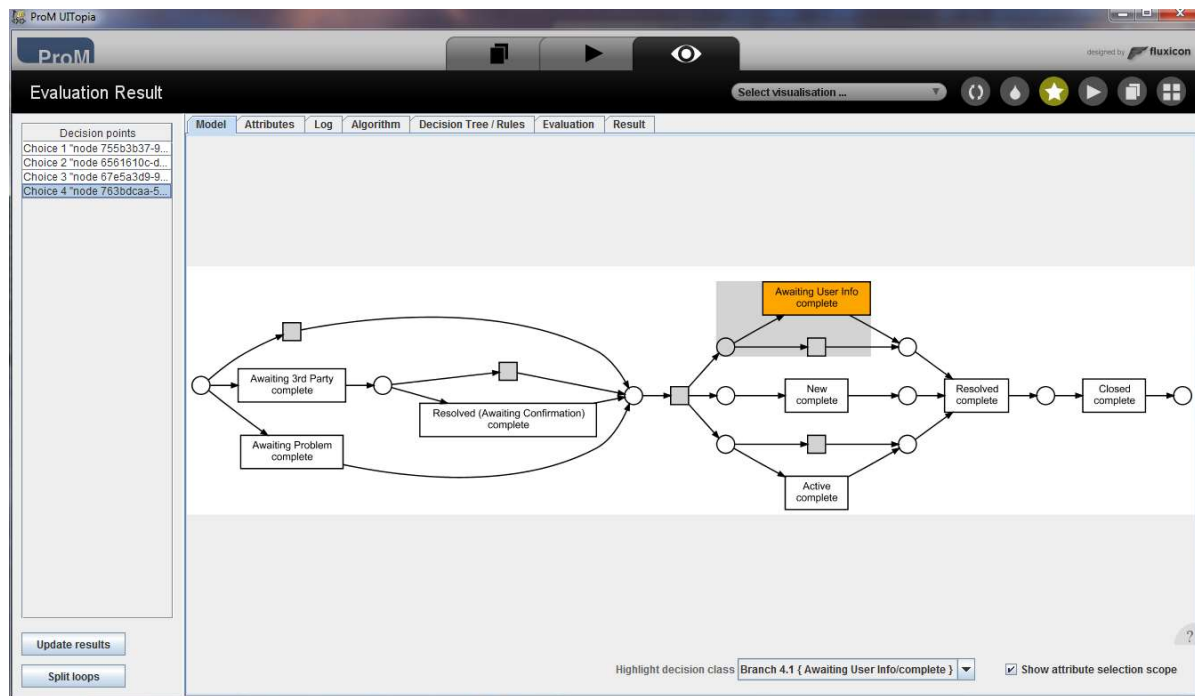 ProM UITopia
ProM
designed by fluxicon
Evaluation Result
Select visualisation ...
Decision points
Choice 1 "node 755b3b37-9...
Choice 2 "node 6561610c-d...
Choice 3 "node 67e5a3d9-9...
Choice 4 "node 763bdcaa-5...
Model Attributes Log Algorithm Decision Tree / Rules Evaluation Result
Awaiting User Info
complete
Awaiting 3rd Party
complete
Resolved (Awaiting Confirmation)
complete
Awaiting Problem
complete
New
complete
Resolved
complete
Closed
complete
Active
complete
?
Update results
Split loops
Highlight decision class Branch 4.1 { Awaiting User Info/complete } Show attribute selection scope